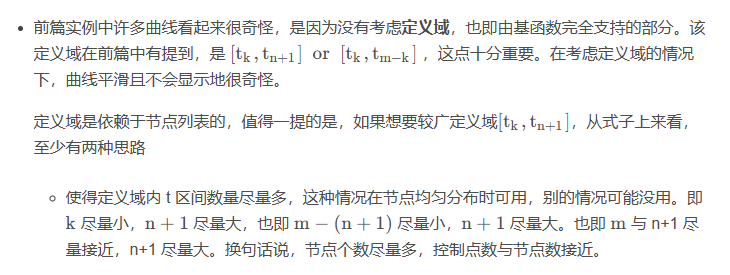 前篇实例中许多曲线看起来很奇怪，是因为没有考虑定义域，也即由基函数完全支持的部分。该
定义域在前篇中有提到，是 [t_k, t_{n+1}] or [t_k, t_{m−k}]，这点十分重要。在考虑定义域的情况
下，曲线平滑且不会显示地很奇怪。
定义域是依赖于节点列表的，值得一提的是，如果想要较广定义域[t_k, t_{n+1}]，从式子上来看，
至少有两种思路
使得定义域内 t 区间数量尽量多，这种情况在节点均匀分布时可用，别的情况可能没用。即
k 尽量小，n + 1 尽量大，也即 m − (n + 1) 尽量小，n + 1 尽量大。也即 m 与 n+1 尽
量接近，n+1 尽量大。换句话说，节点个数尽量多，控制点数与节点数接近。